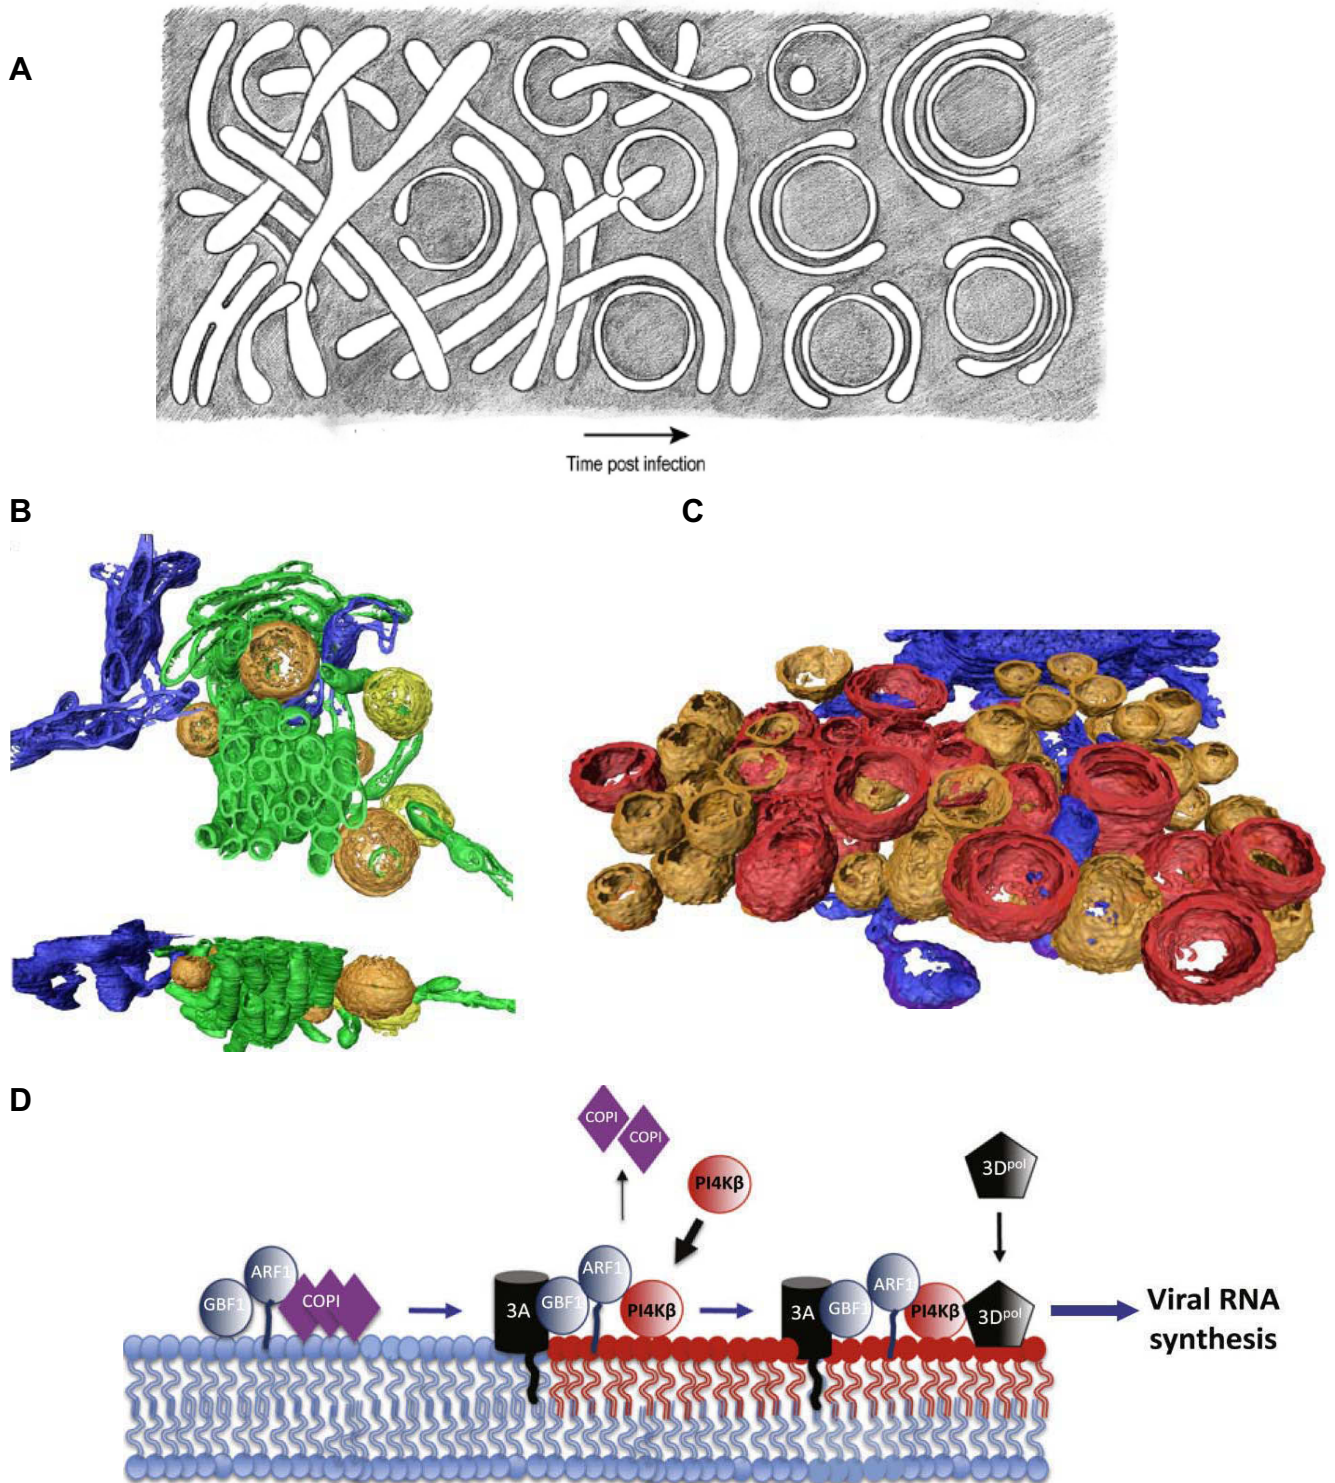 A
Time post infection
B
C
D
COPI
COPI
PI4Kβ
3Dpol
GBF1
ARF1
COPI
3A
GBF1
ARF1
PI4Kβ
3A
GBF1
ARF1
PI4Kβ
3Dpol
Viral RNA
synthesis